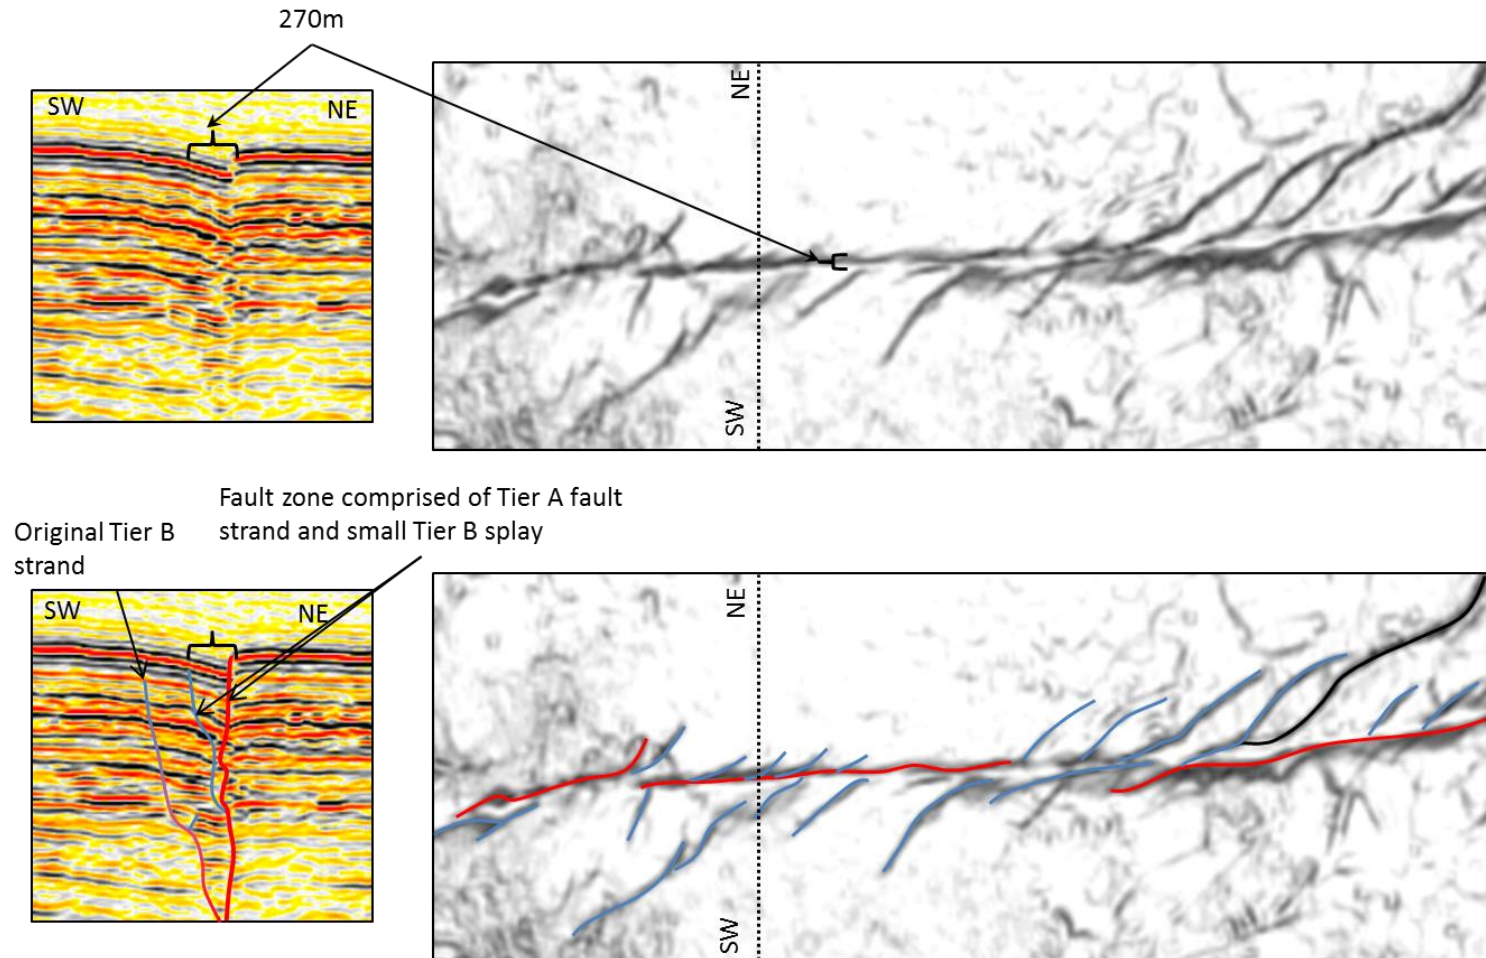 270m
SW
NE
NE
SW
Fault zone comprised of Tier A fault
strand and small Tier B splay
Original Tier B
strand
SW
NE
NE
SW